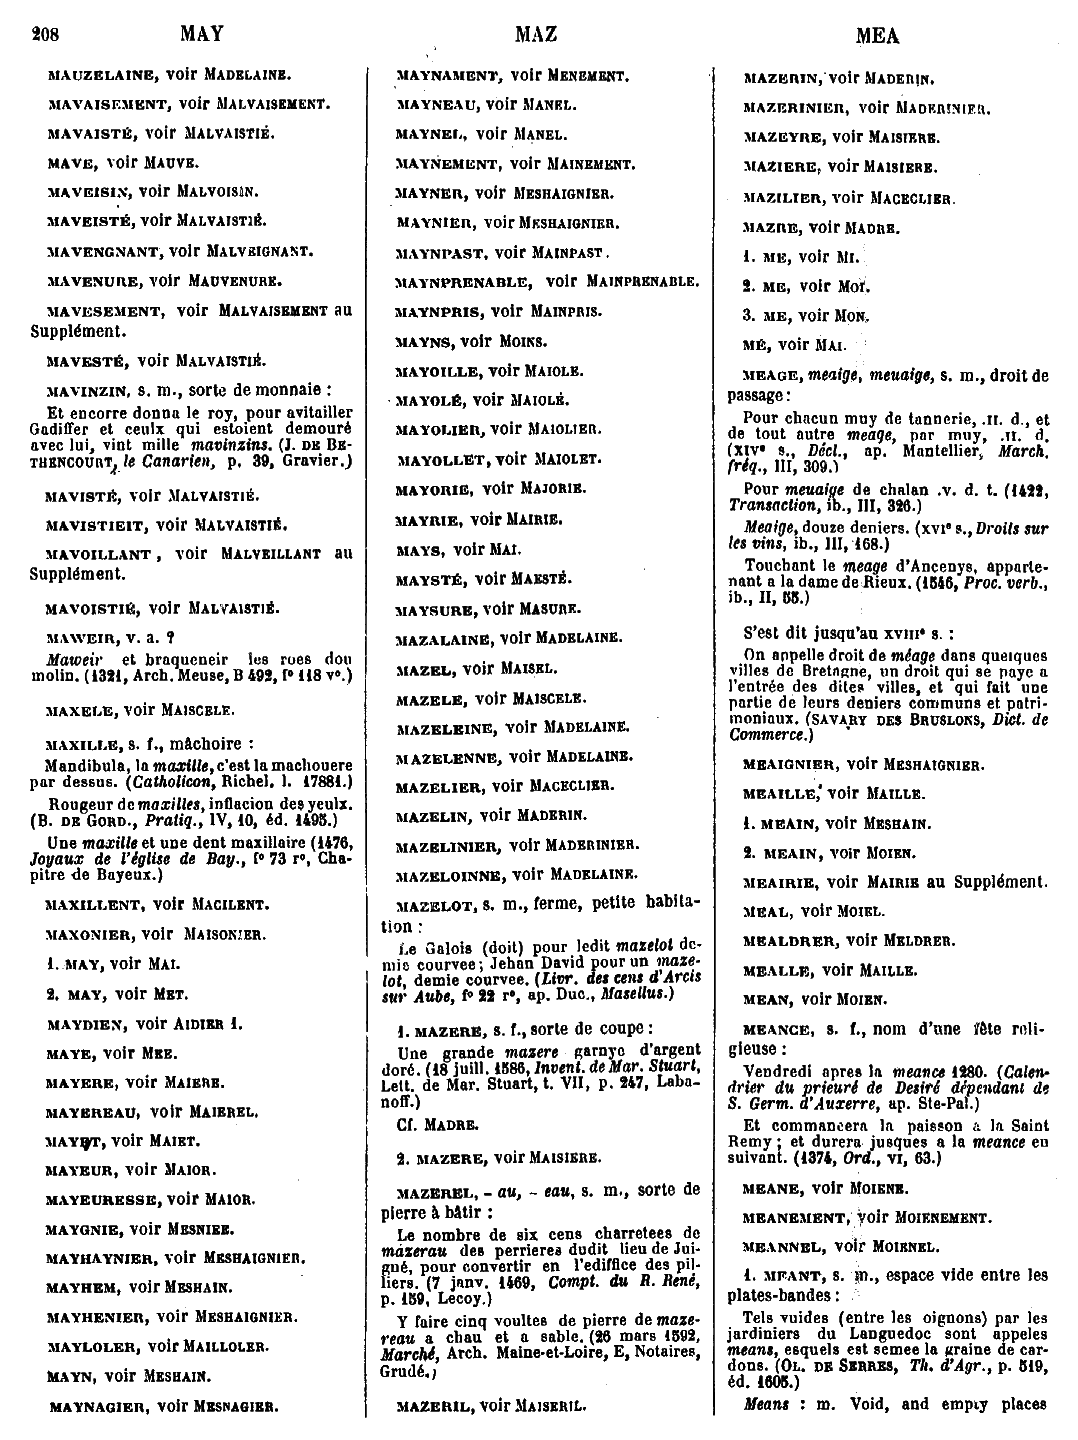 208 MAY MAZ MEA
MAUZELAINE, voir MADELAINE.
MAVAISEMENT, voir MALVAISEMENT.
MAVAISTÉ, voir MALVAISTIÉ.
MAVE, voir MAUVE.
MAVEISIN, voir MALVOISIN.
MAVEISTÉ, voir MALVAISTIÉ.
MAVENGNANT, voir MALVEIGNANT.
MAVENURE, voir MAUVENURE.
MAVESEMENT, voir MALVAISEMENT au
Supplément.
MAVESTÉ, voir MALVAISTIÉ.
MAVINZIN, s. m., sorte de monnaie :
Et encorre donna le roy, pour avitailler
Gadiffer et ceulx qui estoient demouré
avec lui, vint mille mavinzins. (J. DE BE-
THENCOURT, le Canarien, p. 39, Gravier.)
MAVISTÉ, voir MALVAISTIÉ.
MAVISTIEIT, voir MALVAISTIÉ.
MAVOILLANT, voir MALVEILLANT au
Supplément.
MAVOISTIÉ, voir MALVAISTIÉ.
MAWEIR, v. a. ?
Maweir et braqueneir les rues dou
molin. (1321, Arch. Meuse, B 492, f° 118 v°.)
MAXELE, voir MAISCELE.
MAXILLE, s. f., mâchoire :
Mandibula, la maxille, c'est la machouere
par dessus. (Catholicon, Richel. l. 17881.)
Rougeur de maxilles, inflacion des yeulx.
(B. DE GORD., Pratiq., IV, 10, éd. 1495.)
Une maxille et une dent maxillaire (1476,
Joyaux de l'église de Bay., f° 73 r°, Cha-
pitre de Bayeux.)
MAXILLENT, voir MACILENT.
MAXONIER, voir MAISONIER.
1. MAY, voir MAI.
2. MAY, voir MET.
MAYDIEN, voir AIDIER 1.
MAYE, voir MEE.
MAYERE, voir MAIERE.
MAYEREAU, voir MAIEREL.
MAYET, voir MAIET.
MAYEUR, voir MAIOR.
MAYEURESSE, voir MAIOR.
MAYGNIE, voir MESNIEE.
MAYHAYNIER, voir MESHAIGNIER.
MAYHEM, voir MESHAIN.
MAYHENIER, voir MESHAIGNIER.
MAYLOLER, voir MAILLOLER.
MAYN, voir MESHAIN.
MAYNAGIER, voir MESNAGIER.
MAYNAMENT, voir MENEMENT.
MAYNEAU, voir MANEL.
MAYNEL, voir MANEL.
MAYNEMENT, voir MAINEMENT.
MAYNER, voir MESHAIGNIER.
MAYNIER, voir MESHAIGNIER.
MAYNPAST, voir MAINPAST.
MAYNPRENABLE, voir MAINPRENABLE.
MAYNPRIS, voir MAINPRIS.
MAYNS, voir MOINS.
MAYOILLE, voir MAIOLE.
MAYOLÉ, voir MAIOLÉ.
MAYOLIER, voir MAIOLIER.
MAYOLLET, voir MAIOLET.
MAYORIE, voir MAJORIE.
MAYRIE, voir MAIRIE.
MAYS, voir MAI.
MAYSTÉ, voir MAESTÉ.
MAYSURE, voir MASURE.
MAZALAINE, voir MADELAINE.
MAZEL, voir MAISEL.
MAZELE, voir MAISCELE.
MAZELEINE, voir MADELAINE.
MAZELENNE, voir MADELAINE.
MAZELIER, voir MACECLIER.
MAZELIN, voir MADERIN.
MAZELINIER, voir MADERINIER.
MAZELOINNE, voir MADELAINE.
MAZELOT, s. m., ferme, petite habita-
tion :
Le Galois (doit) pour ledit mazelot de-
mie courvee ; Jehan David pour un maze-
lot, demie courvee. (Livr. des cens d'Arcis
sur Aube, f° 22 r°, ap. Duc., Masellus.)
1. MAZERE, s. f., sorte de coupe :
Une grande mazere garnye d'argent
doré. (18 juill. 1586, Invent. de Mar. Stuart,
Lett. de Mar. Stuart, t. VII, p. 247, Laba-
noff.)
Cf. MADRE.
2. MAZERE, voir MAISIERE.
MAZEREL, - au, - eau, s. m., sorte de
pierre à bâtir :
Le nombre de six cens charretees de
mazerau des perrieres dudit lieu de Jui-
gné, pour convertir en l'edifflce des pil-
liers. (7 janv. 1469, Compt. du R. René,
p. 159, Lecoy.)
Y faire cinq voultes de pierre de maze-
reau a chau et a sable. (26 mars 1592,
Marché, Arch. Maine-et-Loire, E, Notaires,
Grudé.)
MAZERIL, voir MAISERIL.
MAZERIN, voir MADERIN.
MAZERINIER, voir MADERINIER.
MAZEYRE, voir MAISIERE.
MAZIERE, voir MAISIERE.
MAZILIER, voir MACECLIER.
MAZRE, voir MADRE.
1. ME, voir MI.
2. ME, voir MOI.
3. ME, voir MON.
MÉ, voir MAI.
MEAGE, meaige, meuaige, s. m., droit de
passage :
Pour chacun muy de tannerie, .II. d., et
de tout autre meage, par muy, .II. d.
(XIVe s., Décl., ap. Mantellier, March.
fréq., III, 309.)
Pour meuaige de chalan .v. d. t. (1422,
Transaction, ib., III, 326.)
Meaige, douze deniers. (XVIe s., Droits sur
les vins, ib., III, 168.)
Touchant le meage d'Ancenys, apparte-
nant a la dame de Rieux. (1546, Proc. verb.,
ib., II, 55.)
S'est dit jusqu'au XVIIIe s. :
On appelle droit de méage dans quelques
villes de Bretagne, un droit qui se paye a
l'entrée des dites villes, et qui fait une
partie de leurs deniers communs et patri-
moniaux. (SAVARY DES BRUSLONS, Dict. de
Commerce.)
MEAIGNIER, voir MESHAIGNIER.
MEAILLE, voir MAILLE.
1. MEAIN, voir MESHAIN.
2. MEAIN, voir MOIEN.
MEAIRIE, voir MAIRIE au Supplément.
MEAL, voir MOIEL.
MEALDRER, voir MELDRER.
MEALLE, voir MAILLE.
MEAN, voir MOIEN.
MEANCE, s. f., nom d'une fête reli-
gieuse :
Vendredi apres la meance 1280. (Calen-
drier du prieuré de Desiré dépendant de
S. Germ. d'Auxerre, ap. Ste-Pal.)
Et commancera la paisson a la Saint
Remy ; et durera jusques a la meance en
suivant. (1374, Ord., VI, 63.)
MEANE, voir MOIENE.
MEANEMENT, voir MOIENEMENT.
MEANNEL, voir MOIENEL.
1. MEANT, s. m., espace vide entre les
plates-bandes :
Tels vuides (entre les oignons) par les
jardiniers du Languedoc sont appeles
means, esquels est semee la graine de car-
dons. (OL. DE SERRES, Th. d'Agr., p. 519,
éd. 1605.)
Means : m. Void, and empty places